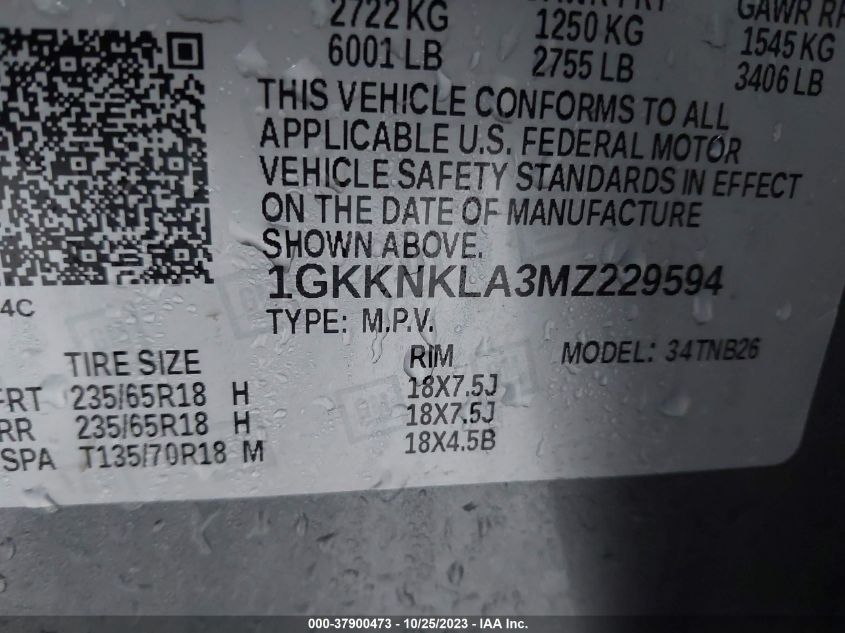 2722 KG 1250 KG 1545 KG
6001 LB 2755 LB 3406 LB
THIS VEHICLE CONFORMS TO ALL
APPLICABLE U.S. FEDERAL MOTOR
VEHICLE SAFETY STANDARDS IN EFFECT
ON THE DATE OF MANUFACTURE
SHOWN ABOVE.
1GKKNKLA3MZ229594
4C
TYPE: M.P.V.
TIRE SIZE RIM MODEL: 34TNB26
FRT 235/65R18 H 18X7.5J
RR 235/65R18 H 18X7.5J
SPA T135/70R18 M 18X4.5B
000-37900473 - 10/25/2023 - IAA Inc.